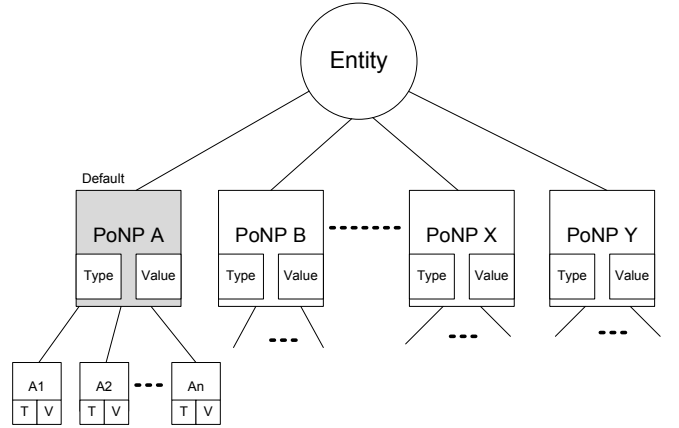 Entity
Default
PoNP A
PoNP B
PoNP X
PoNP Y
Type Value
Type Value
Type Value
Type Value
A1
A2
An
T V
T V
T V